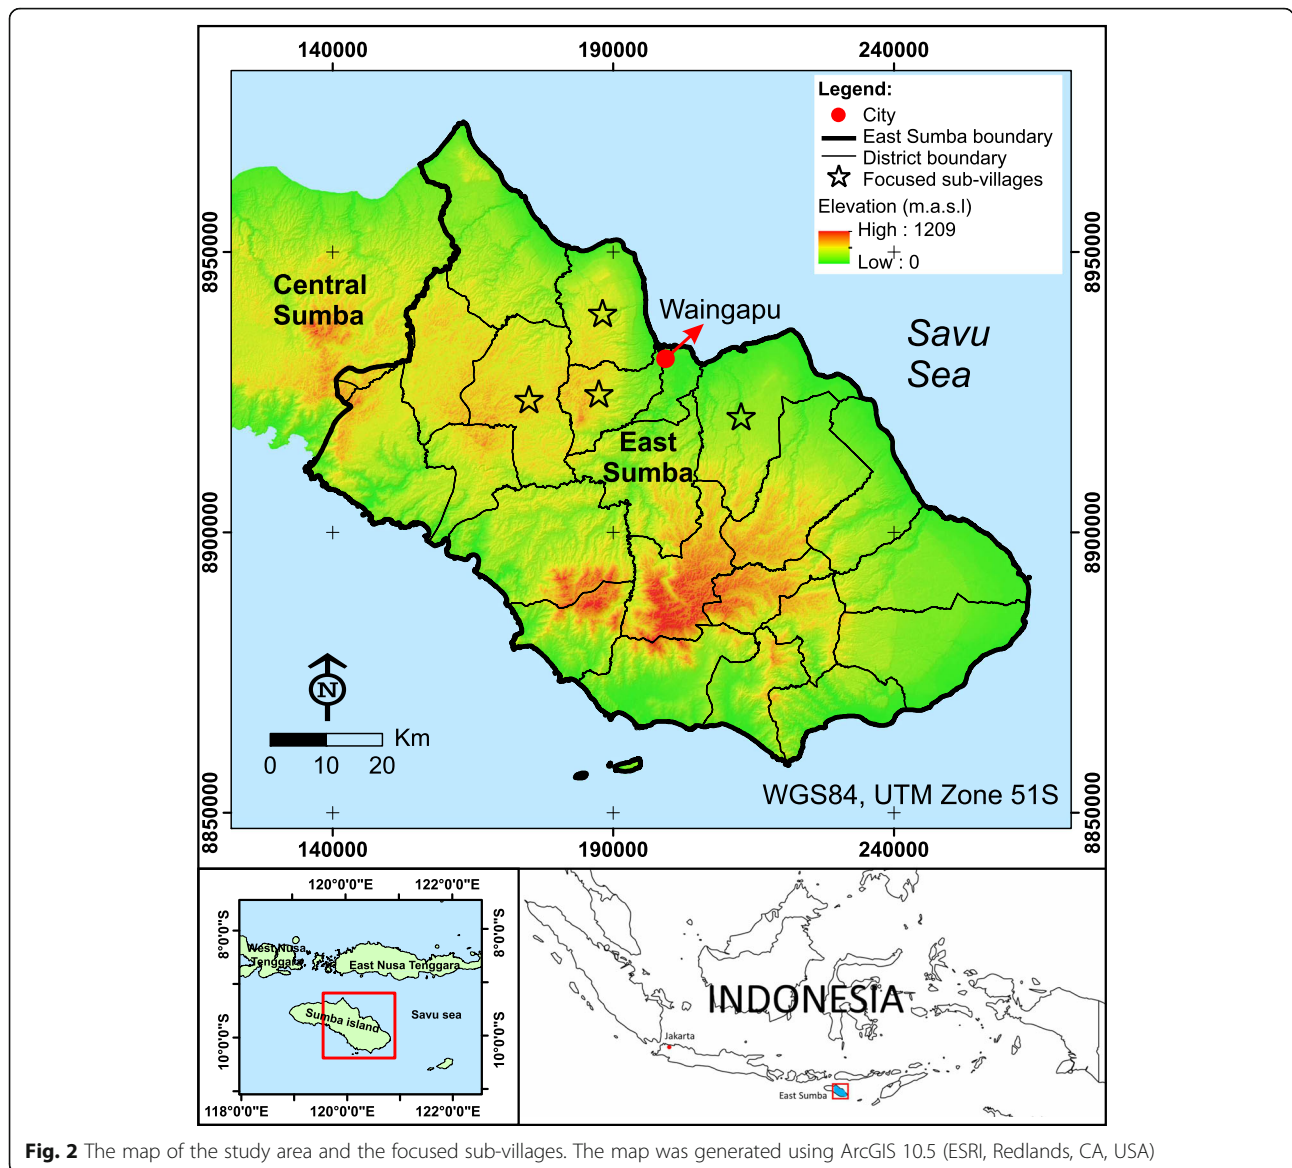 140000 190000 240000
Legend:
City
East Sumba boundary
District boundary
Focused sub-villages
Elevation (m.a.s.l)
High : 1209
Low : 0
8950000 8950000
Central
Sumba
Waingapu
Savu
Sea
East
Sumba
8900000 8900000
N
Km
0 10 20
WGS84, UTM Zone 51S
8850000 8850000
140000 190000 240000
120°0'0"E 122°0'0"E
8°0'0"S 8°0'0"S
West Nusa
Tenggara
East Nusa Tenggara
Sumba island
Savu sea
10°0'0"S 10°0'0"S
118°0'0"E 120°0'0"E 122°0'0"E
INDONESIA
Jakarta
East Sumba
Fig. 2 The map of the study area and the focused sub-villages. The map was generated using ArcGIS 10.5 (ESRI, Redlands, CA, USA)